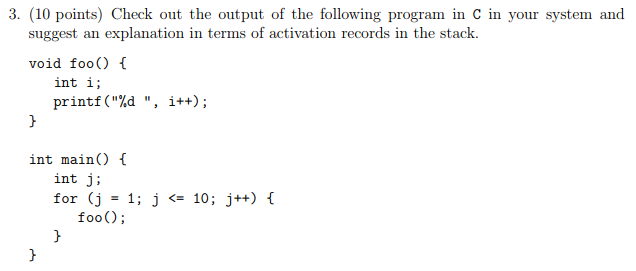 3. (10 points) Check out the output of the following program in C in your system and
suggest an explanation in terms of activation records in the stack.
void foo() {
int i;
printf("%d ", i++);
}
int main() {
int j;
for (j = 1; j <= 10; j++) {
foo();
}
}